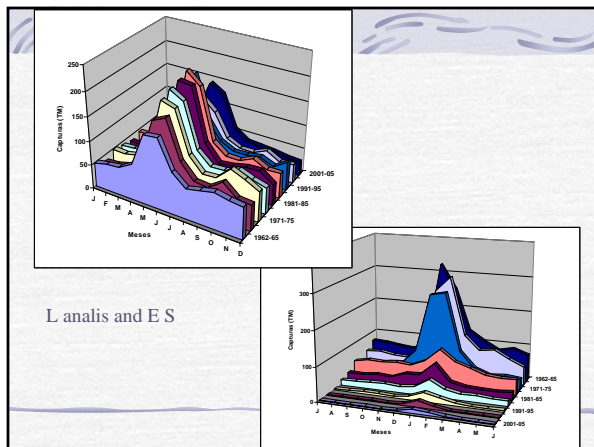 250
200
150
100
50
0
Capturas (TM)
J F M A M J J A S O N D
Meses
2001-05
1991-95
1981-85
1971-75
1962-65
L analis and E S
300
200
100
0
Capturas (TM)
J A S O N D J F M A M J
Meses
1962-65
1971-75
1981-85
1991-95
2001-05